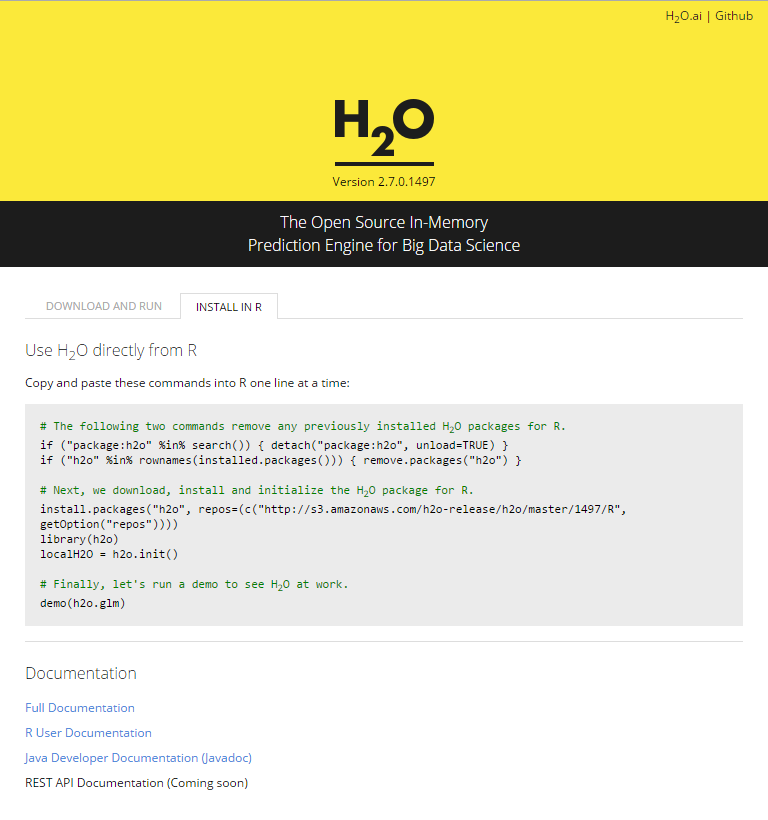 H₂O.ai | Github
H₂O
Version 2.7.0.1497
The Open Source In-Memory
Prediction Engine for Big Data Science
DOWNLOAD AND RUN INSTALL IN R
Use H₂O directly from R
Copy and paste these commands into R one line at a time:
# The following two commands remove any previously installed H₂O packages for R.
if ("package:h2o" %in% search()) { detach("package:h2o", unload=TRUE) }
if ("h2o" %in% rownames(installed.packages())) { remove.packages("h2o") }
# Next, we download, install and initialize the H₂O package for R.
install.packages("h2o", repos=(c("http://s3.amazonaws.com/h2o-release/h2o/master/1497/R",
getOption("repos"))))
library(h2o)
localH2O = h2o.init()
# Finally, let's run a demo to see H₂O at work.
demo(h2o.glm)
Documentation
Full Documentation
R User Documentation
Java Developer Documentation (Javadoc)
REST API Documentation (Coming soon)